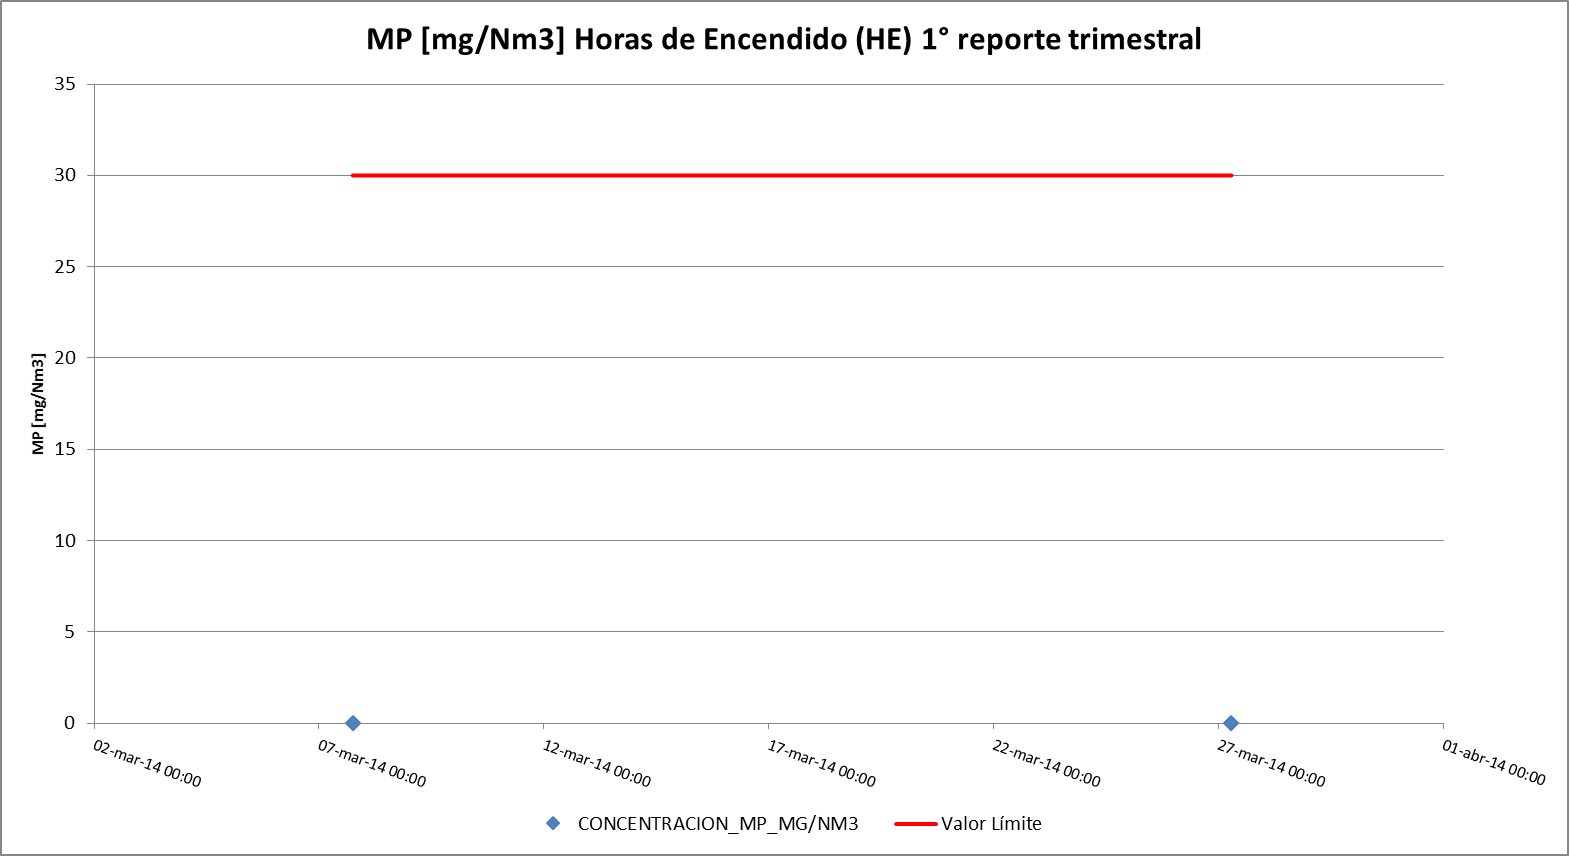 MP [mg/Nm3] Horas de Encendido (HE) 1° reporte trimestral
35
30
25
20
15
10
5
0
MP [mg/Nm3]
02-mar-14 00:00
07-mar-14 00:00
12-mar-14 00:00
17-mar-14 00:00
22-mar-14 00:00
27-mar-14 00:00
01-abr-14 00:00
CONCENTRACION_MP_MG/NM3
Valor Límite